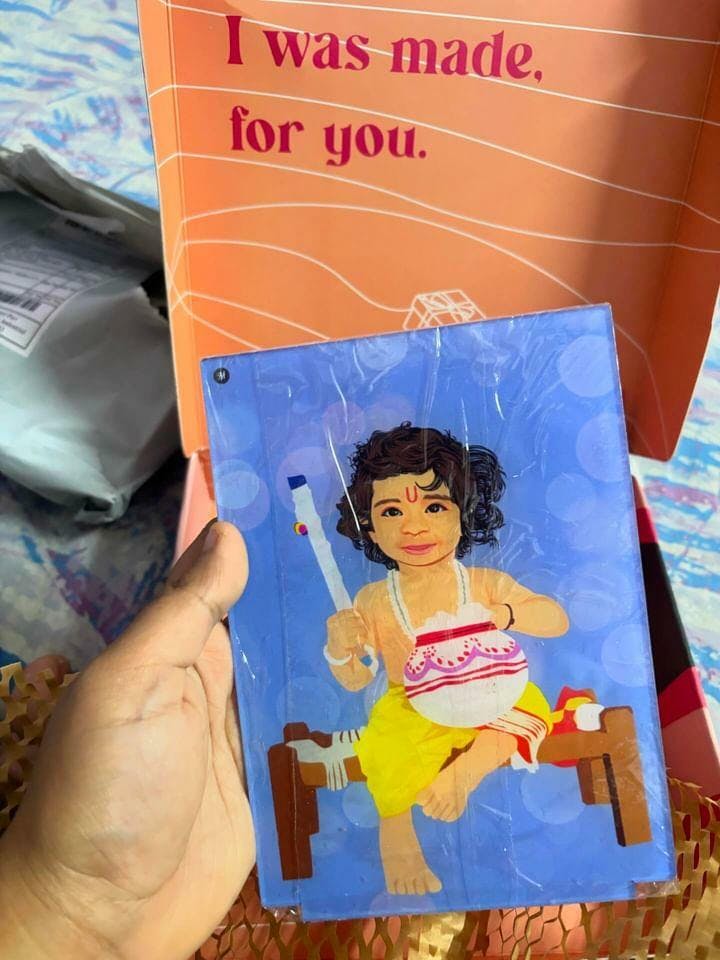 I was made,
for you.